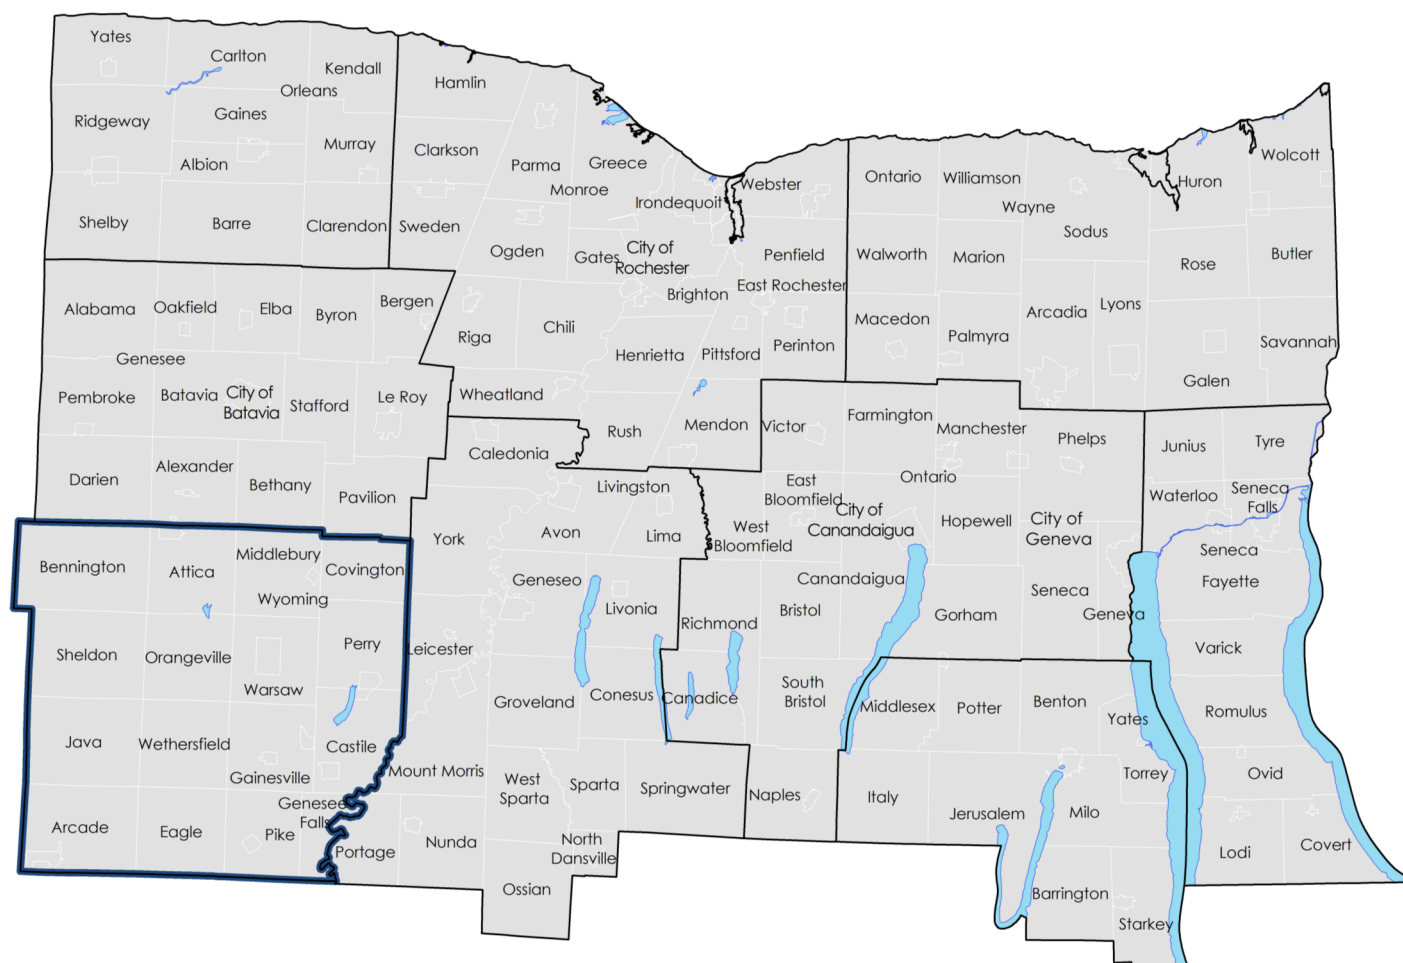 Yates
Carlton
Kendall
Orleans
Ridgeway
Gaines
Murray
Albion
Shelby
Barre
Clarendon
Hamlin
Clarkson
Parma
Greece
Monroe
Irondequoit
Webster
Sweden
Ogden
Gates
City of
Rochester
Penfield
Brighton
East Rochester
Riga
Chili
Henrietta
Pittsford
Perinton
Wheatland
Rush
Mendon
Ontario
Williamson
Wayne
Sodus
Huron
Wolcott
Walworth
Marion
Rose
Butler
Macedon
Palmyra
Arcadia
Lyons
Galen
Savannah
Alabama
Oakfield
Elba
Byron
Bergen
Genesee
Pembroke
Batavia
City of
Batavia
Stafford
Le Roy
Darien
Alexander
Bethany
Pavilion
Caledonia
Livingston
York
Avon
Lima
Geneseo
Livonia
Leicester
Groveland
Conesus
Mount Morris
West
Sparta
Sparta
Springwater
Nunda
Portage
North
Dansville
Ossian
Victor
Farmington
Manchester
Phelps
East
Bloomfield
Ontario
City of
Canandaigua
West
Bloomfield
Hopewell
City of
Geneva
Canandaigua
Bristol
Richmond
Gorham
Seneca
Geneva
Canadice
South
Bristol
Naples
Junius
Tyre
Waterloo
Seneca
Falls
Seneca
Fayette
Varick
Romulus
Ovid
Lodi
Covert
Middlesex
Potter
Benton
Yates
Torrey
Italy
Jerusalem
Milo
Barrington
Starkey
Bennington
Attica
Middlebury
Covington
Wyoming
Sheldon
Orangeville
Perry
Warsaw
Java
Wethersfield
Castile
Gainesville
Genesee
Falls
Arcade
Eagle
Pike